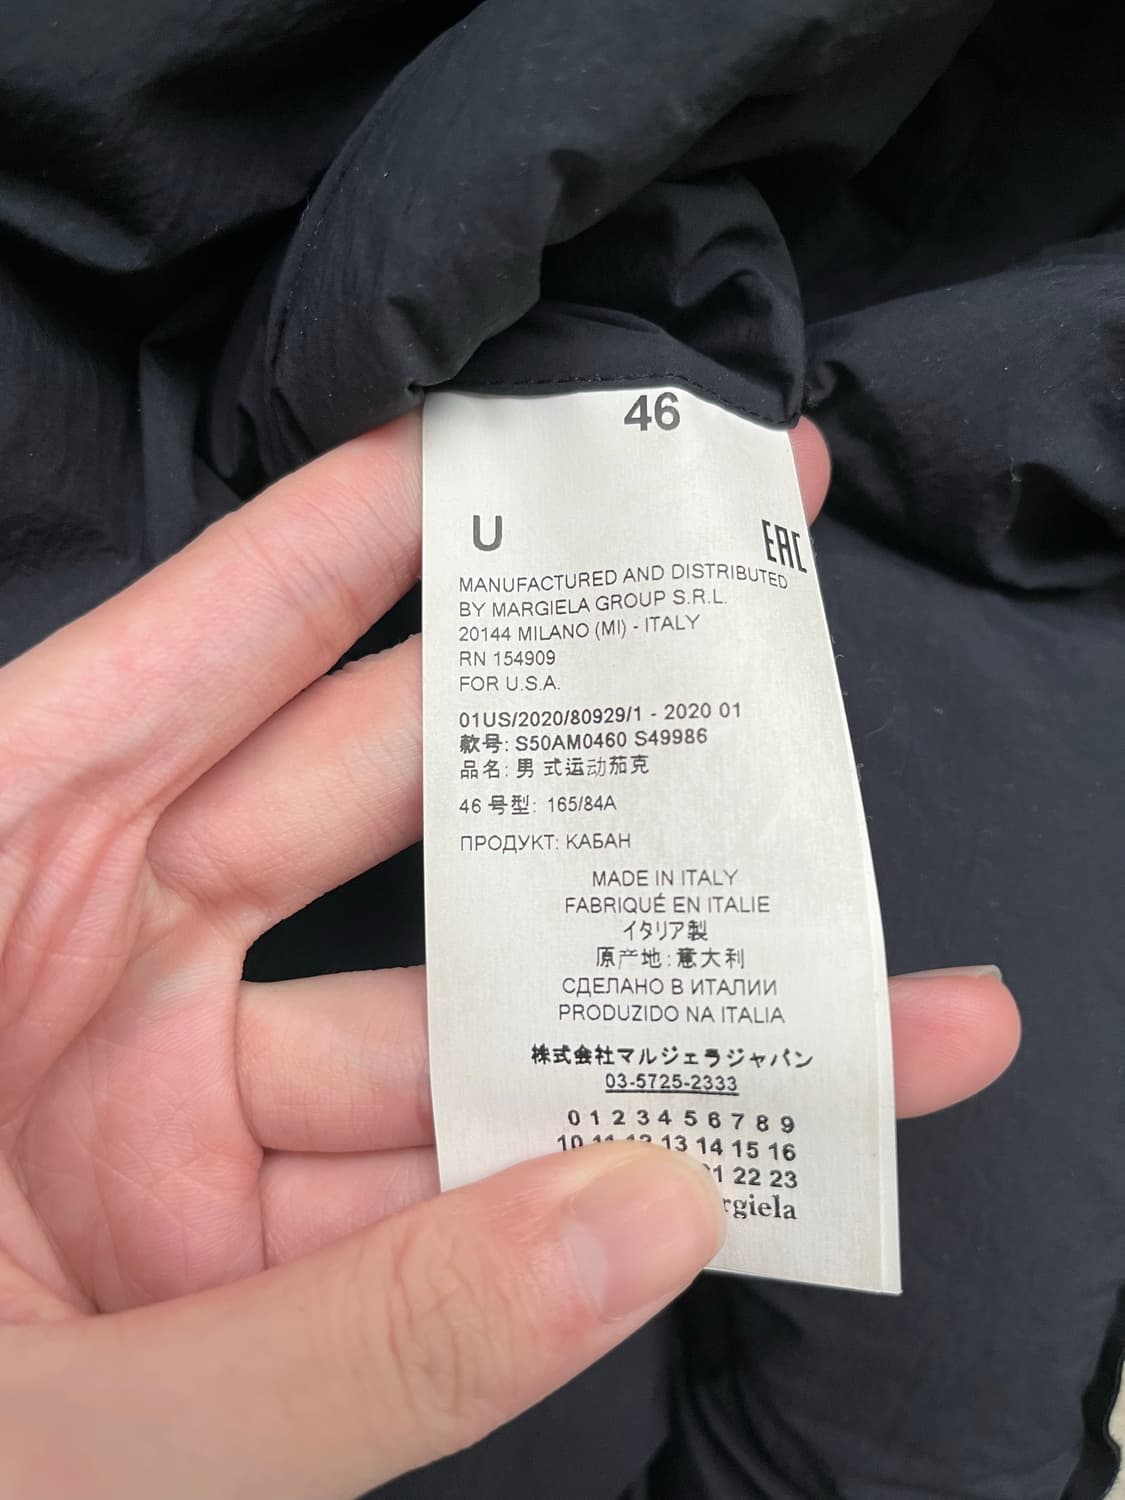 46
U
EAC
MANUFACTURED AND DISTRIBUTED
BY MARGIELA GROUP S.R.L.
20144 MILANO (MI) - ITALY
RN 154909
FOR U.S.A.
01US/2020/80929/1 - 2020 01
款号: S50AM0460 S49986
品名: 男 式运动茄克
46 号型: 165/84A
ПРОДУКТ: КАБАН
MADE IN ITALY
FABRIQUÉ EN ITALIE
イタリア製
原产地: 意大利
СДЕЛАНО В ИТАЛИИ
PRODUZIDO NA ITALIA
株式会社マルジェラジャパン
03-5725-2333
0 1 2 3 4 5 6 7 8 9
10 11 12 13 14 15 16
22 23